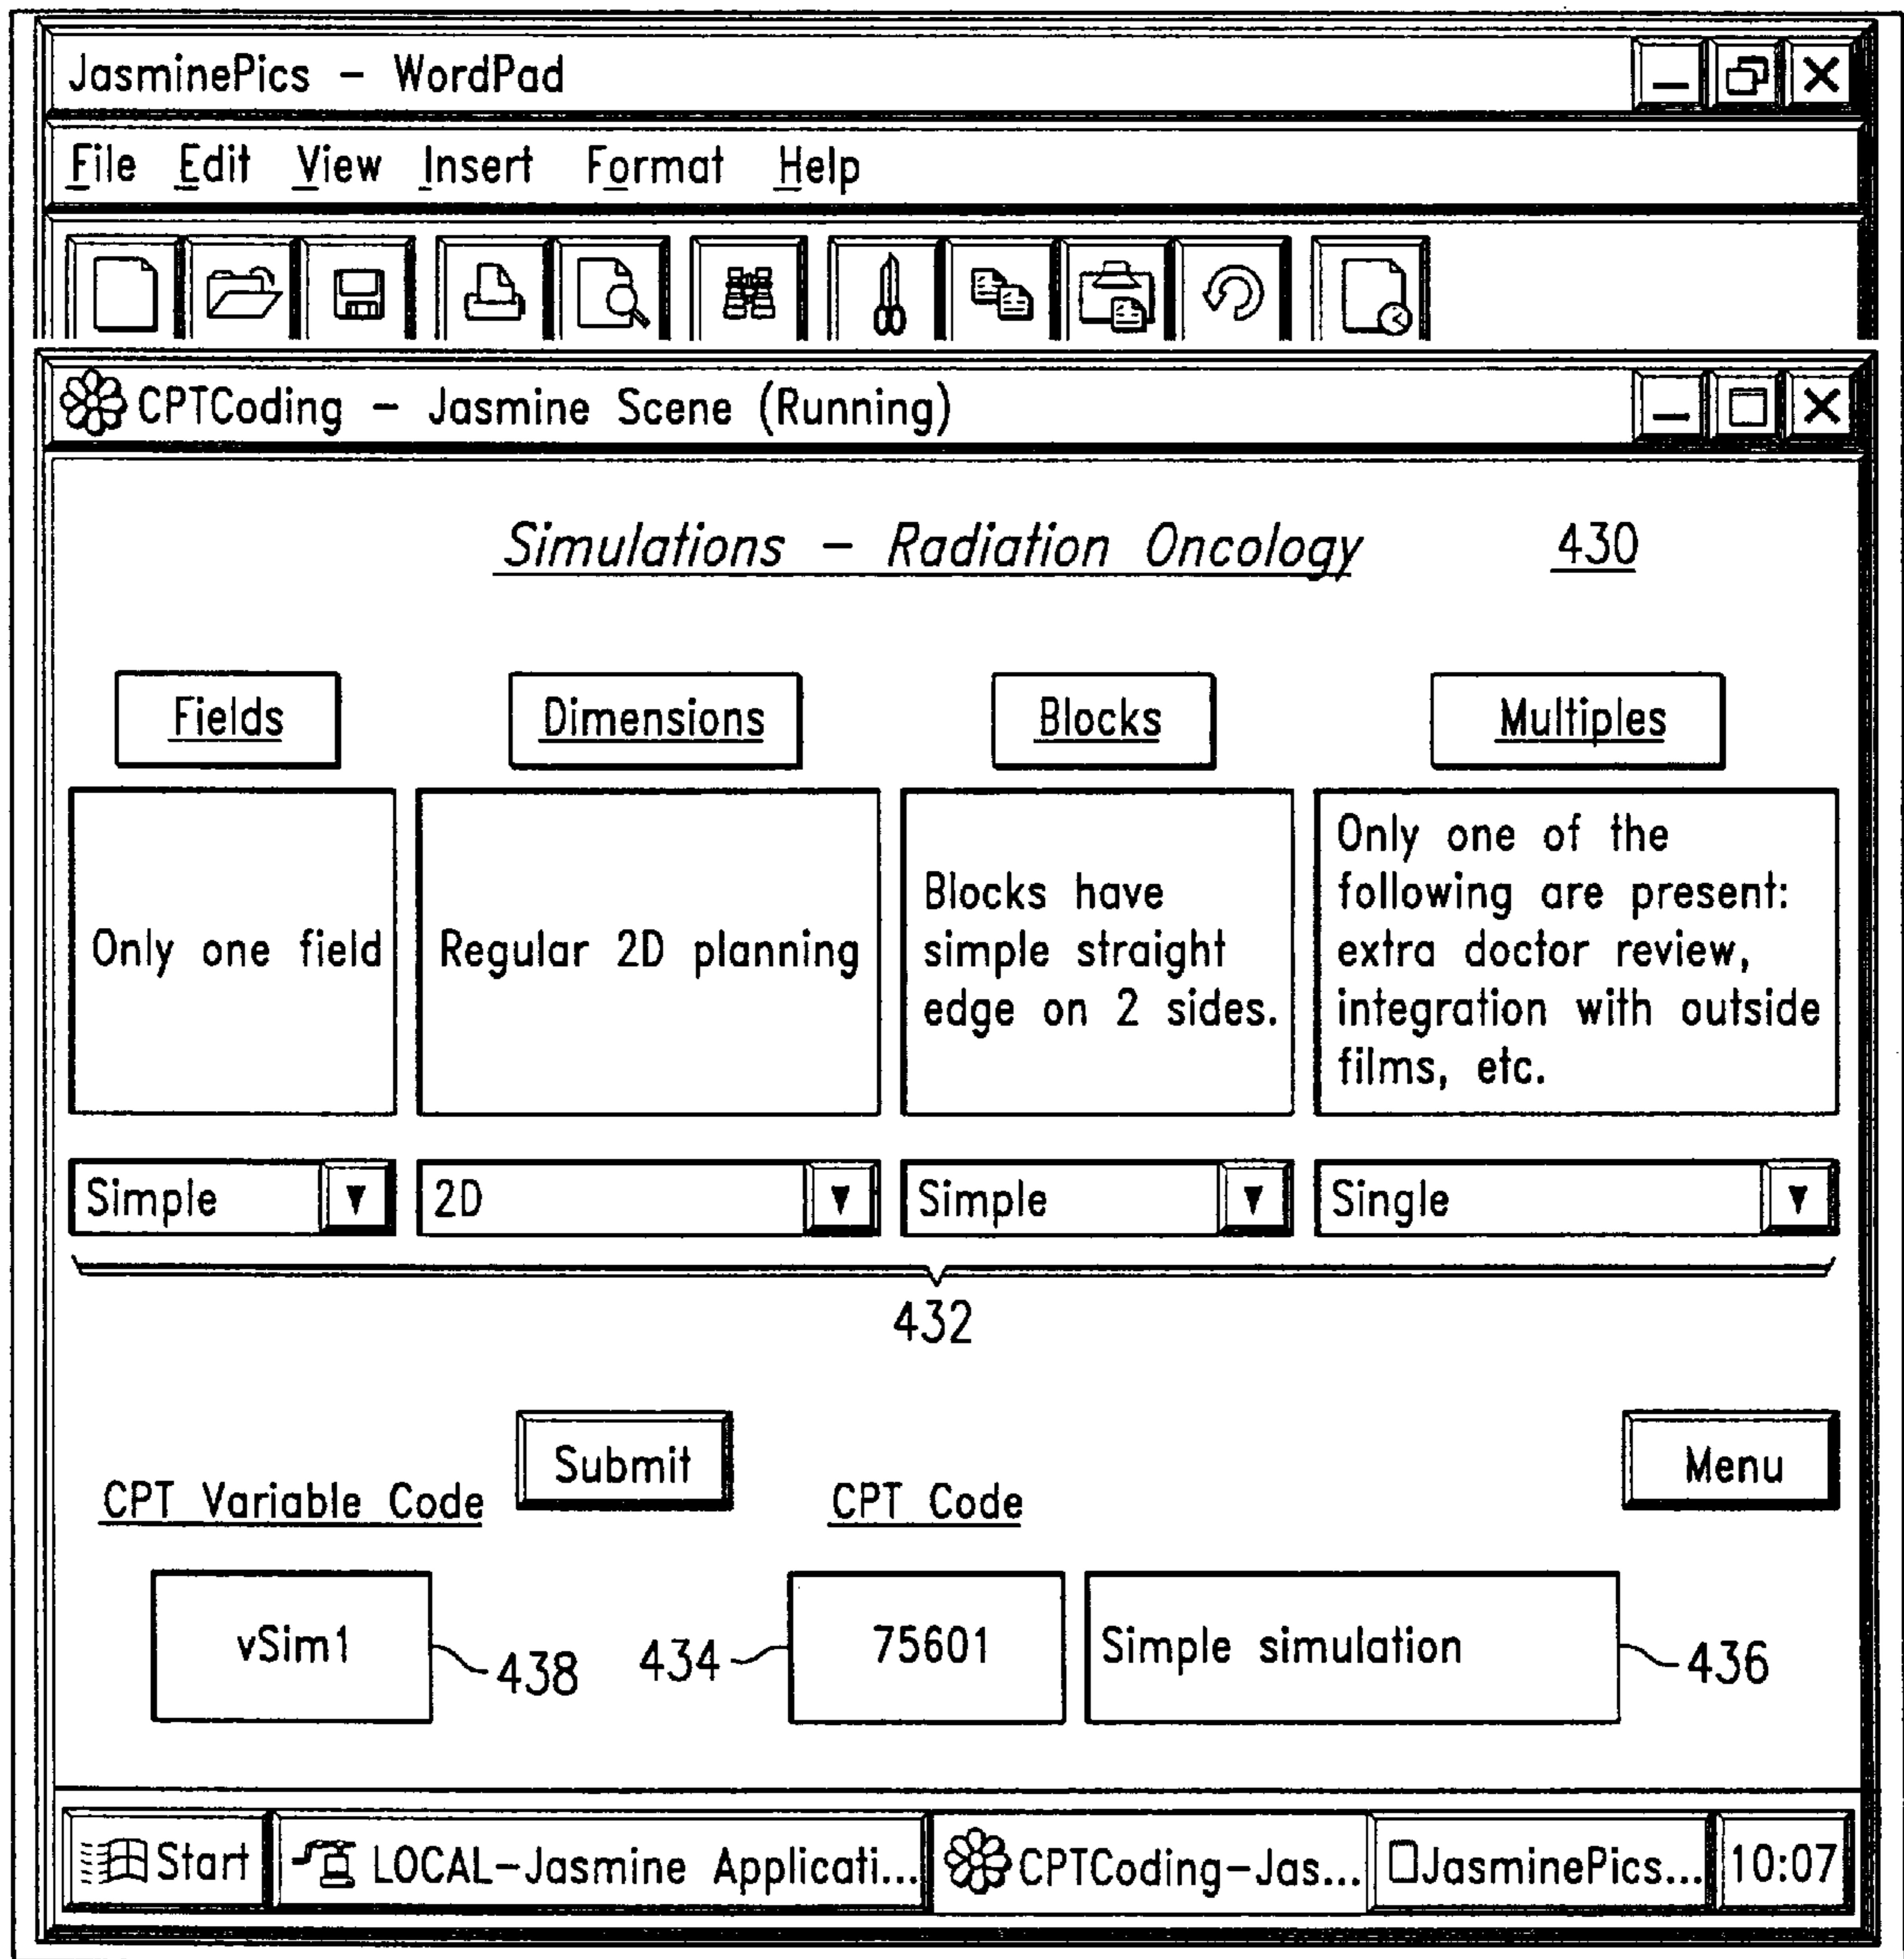 JasminePics – WordPad
File Edit View Insert Format Help
CPTCoding – Jasmine Scene (Running)
Simulations – Radiation Oncology 430
Fields Dimensions Blocks Multiples
Only one field
Regular 2D planning
Blocks have
simple straight
edge on 2 sides.
Only one of the
following are present:
extra doctor review,
integration with outside
films, etc.
Simple 2D Simple Single
432
Submit Menu
CPT Variable Code CPT Code
vSim1 438 434 75601 Simple simulation 436
Start LOCAL-Jasmine Applicati... CPTCoding-Jas... JasminePics... 10:07